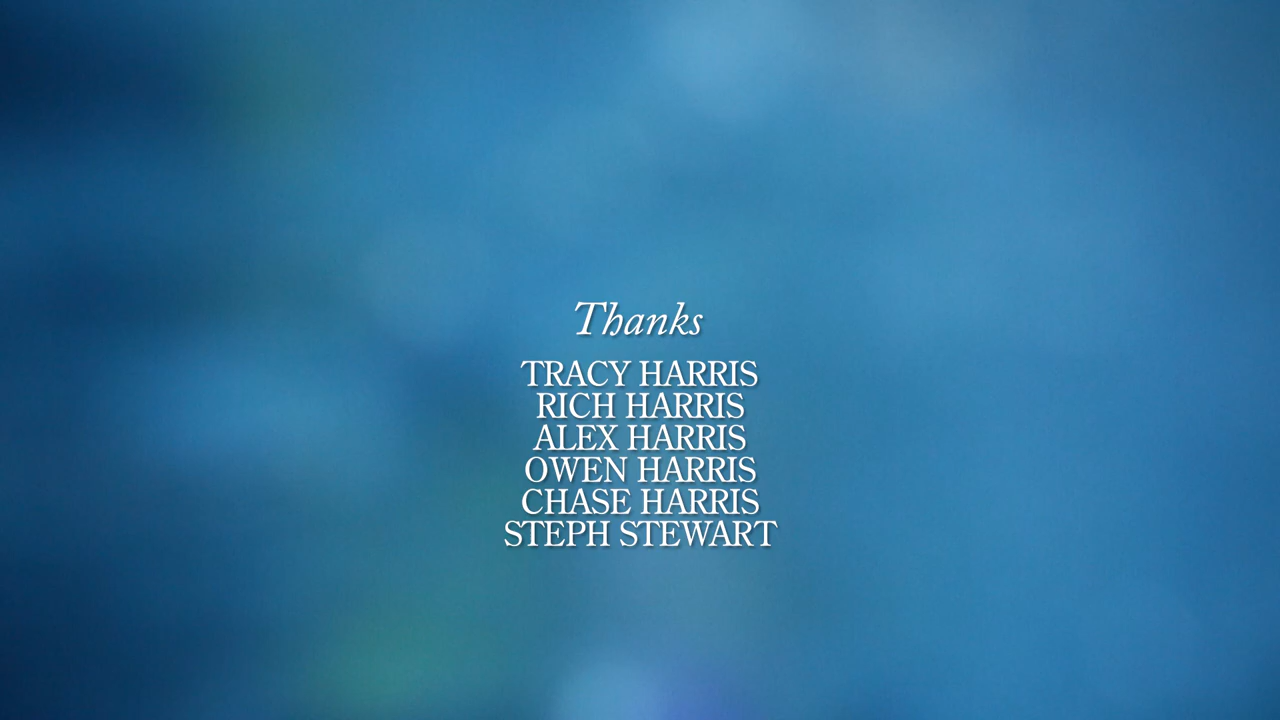 Thanks
TRACY HARRIS
RICH HARRIS
ALEX HARRIS
OWEN HARRIS
CHASE HARRIS
STEPH STEWART